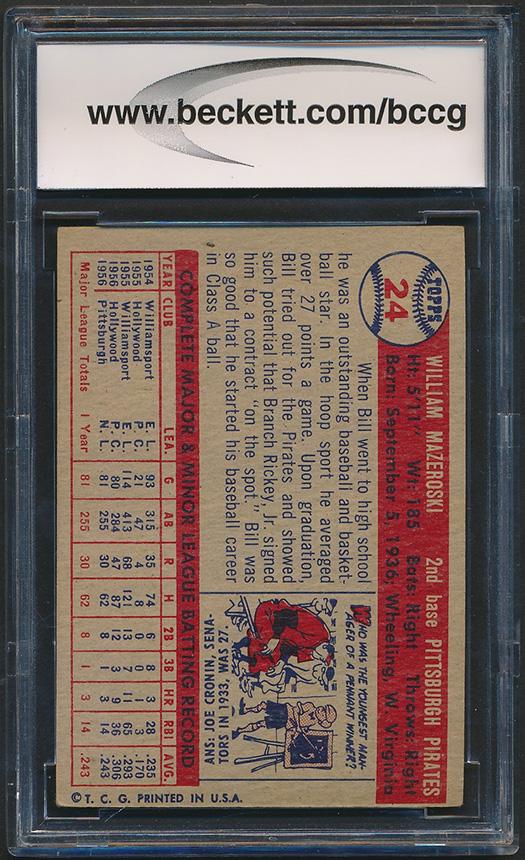 www.beckett.com/bccg
TOPPS
24
WILLIAM MAZEROSKI 2nd base PITTSBURGH PIRATES
Ht: 5'11" Wt: 185 Bats: Right Throws: Right
Born: September 5, 1936, Wheeling, W. Virginia
When Bill went to high school
he was an outstanding baseball and basket-
ball star. In the hoop sport he averaged
over 27 points a game. Upon graduation,
Bill tried out for the Pirates and showed
such potential that Branch Rickey, Jr. signed
him to a contract "on the spot." Bill was
so good that he started his baseball career
in Class A ball.
WHO WAS THE YOUNGEST MAN-
AGER OF A PENNANT WINNER?
ANS: JOE CRONIN, SENA-
TORS IN 1933. WAS 27.
COMPLETE MAJOR & MINOR LEAGUE BATTING RECORD
YEAR CLUB LEA. G AB R H 2B 3B HR RBI AVG.
1954 Williamsport E. L. 93 315 35 74 6 8 3 28 .235
1955 Hollywood P. C. 21 47 4 8 1 3 .170
1955 Williamsport E. L. 114 413 68 121 13 7 11 65 .293
1956 Hollywood P. C. 80 284 47 87 12 3 9 36 .306
1956 Pittsburgh N. L. 81 255 30 62 8 1 3 14 .243
Major League Totals 1 Year 81 255 30 62 8 1 3 14 .243
© T. C. G. PRINTED IN U.S.A.